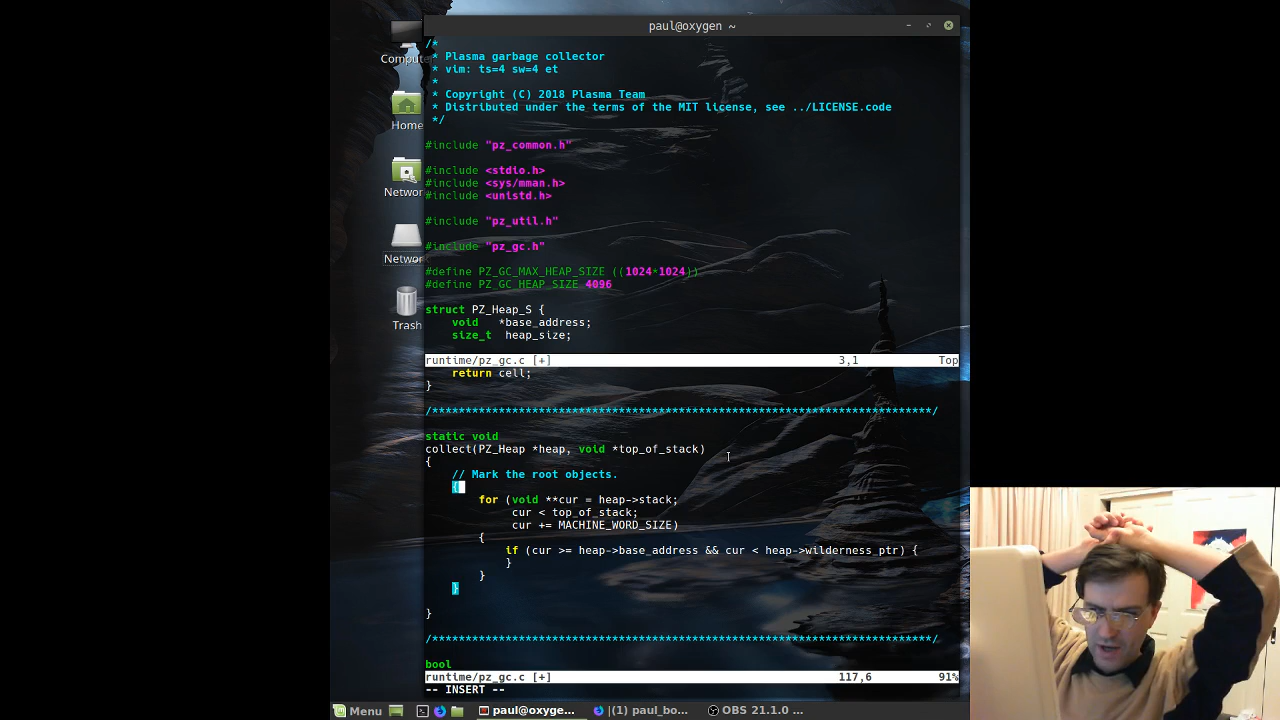 paul@oxygen ~
/*
 * Plasma garbage collector
 * vim: ts=4 sw=4 et
 *
 * Copyright (C) 2018 Plasma Team
 * Distributed under the terms of the MIT license, see ../LICENSE.code
 */
#include "pz_common.h"
#include <stdio.h>
#include <sys/mman.h>
#include <unistd.h>
#include "pz_util.h"
#include "pz_gc.h"
#define PZ_GC_MAX_HEAP_SIZE ((1024*1024))
#define PZ_GC_HEAP_SIZE 4096
struct PZ_Heap_S {
    void   *base_address;
    size_t  heap_size;
runtime/pz_gc.c [+] 3,1 Top
    return cell;
}
/***************************************************************************/
static void
collect(PZ_Heap *heap, void *top_of_stack)
{
    // Mark the root objects.
    {
        for (void **cur = heap->stack;
             cur < top_of_stack;
             cur += MACHINE_WORD_SIZE)
        {
            if (cur >= heap->base_address && cur < heap->wilderness_ptr) {
            }
        }
    }
}
/***************************************************************************/
bool
runtime/pz_gc.c [+] 117,6 91%
-- INSERT --
Home
Networ
Networ
Trash
Menu
paul@oxyge...
|(1) paul_bo...
OBS 21.1.0 ...